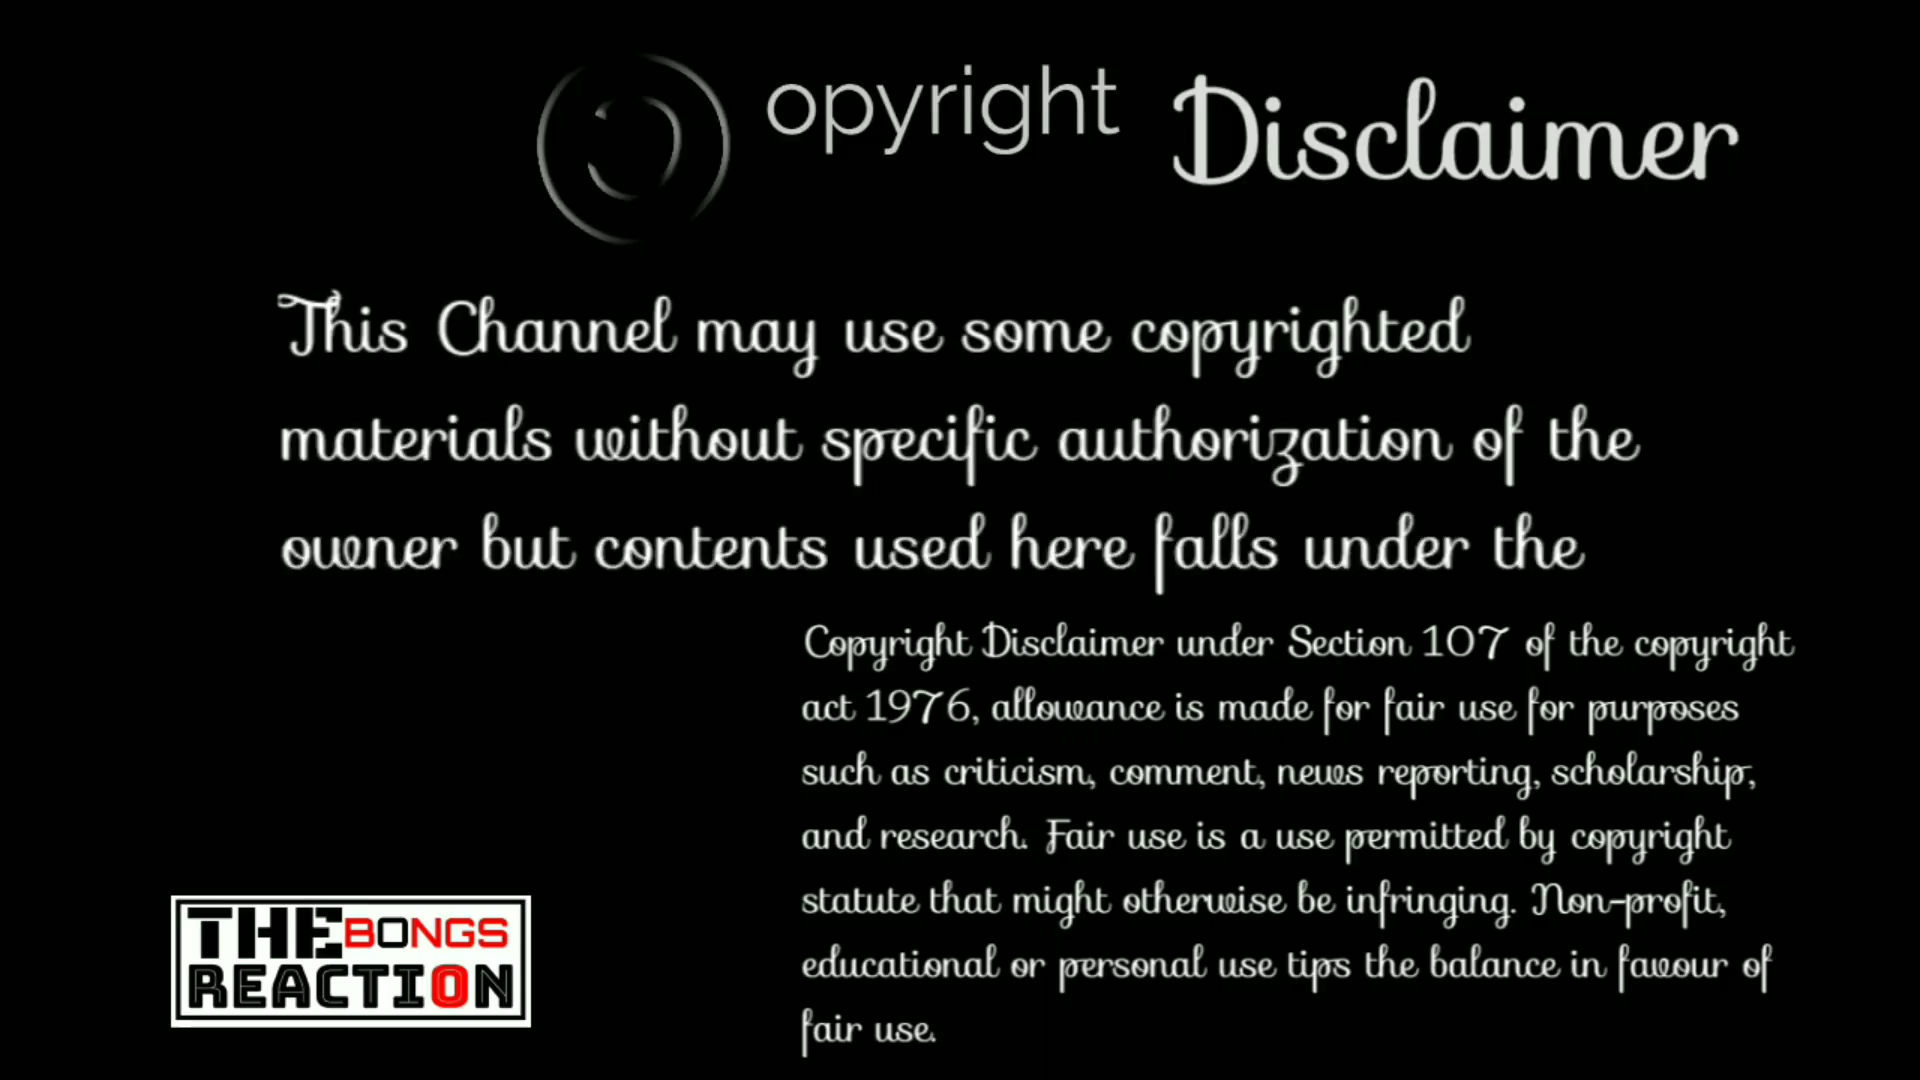 ©opyright Disclaimer
This Channel may use some copyrighted
materials without specific authorization of the
owner but contents used here falls under the
Copyright Disclaimer under Section 107 of the copyright
act 1976, allowance is made for fair use for purposes
such as criticism, comment, news reporting, scholarship,
and research. Fair use is a use permitted by copyright
statute that might otherwise be infringing. Non-profit,
educational or personal use tips the balance in favour of
fair use.
THE BONGS
REACTION